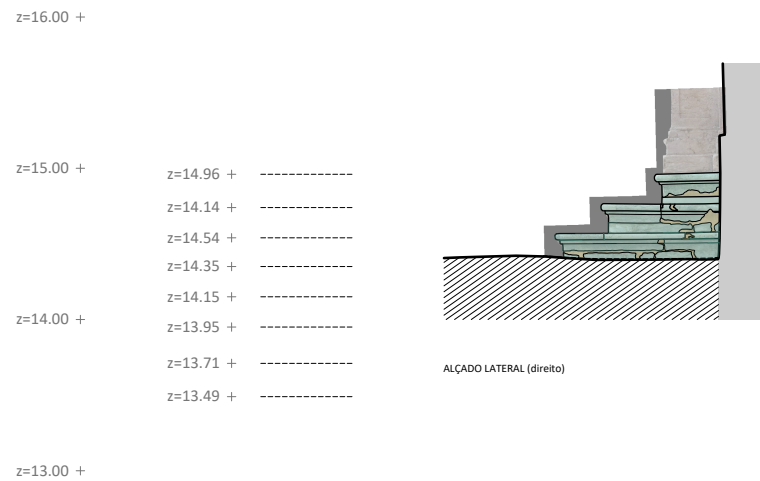 z=16.00 +
z=15.00 +
z=14.96 +
z=14.14 +
z=14.54 +
z=14.35 +
z=14.15 +
z=14.00 +
z=13.95 +
z=13.71 +
ALÇADO LATERAL (direito)
z=13.49 +
z=13.00 +